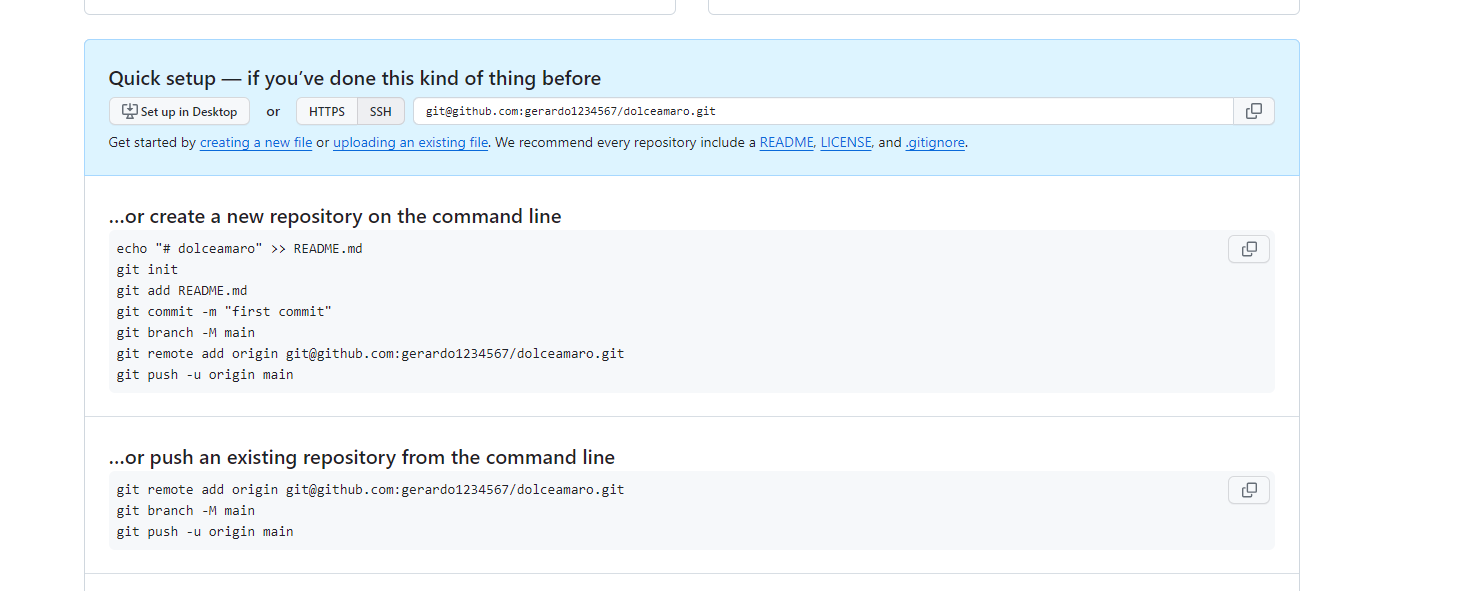 Quick setup — if you’ve done this kind of thing before
Set up in Desktop or HTTPS SSH git@github.com:gerardo1234567/dolceamaro.git
Get started by creating a new file or uploading an existing file. We recommend every repository include a README, LICENSE, and .gitignore.
…or create a new repository on the command line
echo "# dolceamaro" >> README.md
git init
git add README.md
git commit -m "first commit"
git branch -M main
git remote add origin git@github.com:gerardo1234567/dolceamaro.git
git push -u origin main
…or push an existing repository from the command line
git remote add origin git@github.com:gerardo1234567/dolceamaro.git
git branch -M main
git push -u origin main